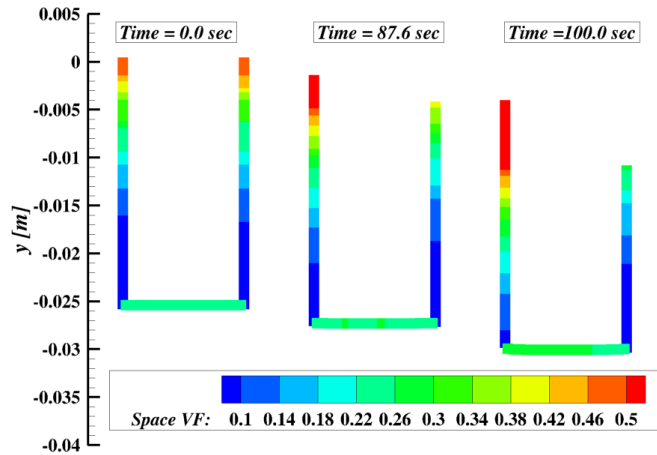 0.005
Time = 0.0 sec
Time = 87.6 sec
Time =100.0 sec
0
-0.005
-0.01
-0.015
y [m]
-0.02
-0.025
-0.03
-0.035
Space VF: 0.1 0.14 0.18 0.22 0.26 0.3 0.34 0.38 0.42 0.46 0.5
-0.04